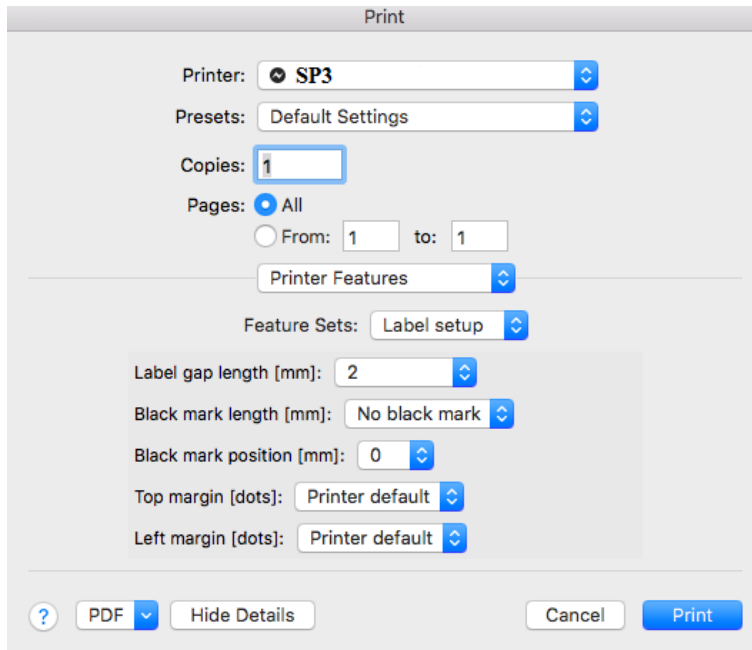 Print
Printer: SP3
Presets: Default Settings
Copies: 1
Pages: All
From: 1 to: 1
Printer Features
Feature Sets: Label setup
Label gap length [mm]: 2
Black mark length [mm]: No black mark
Black mark position [mm]: 0
Top margin [dots]: Printer default
Left margin [dots]: Printer default
? PDF Hide Details Cancel Print